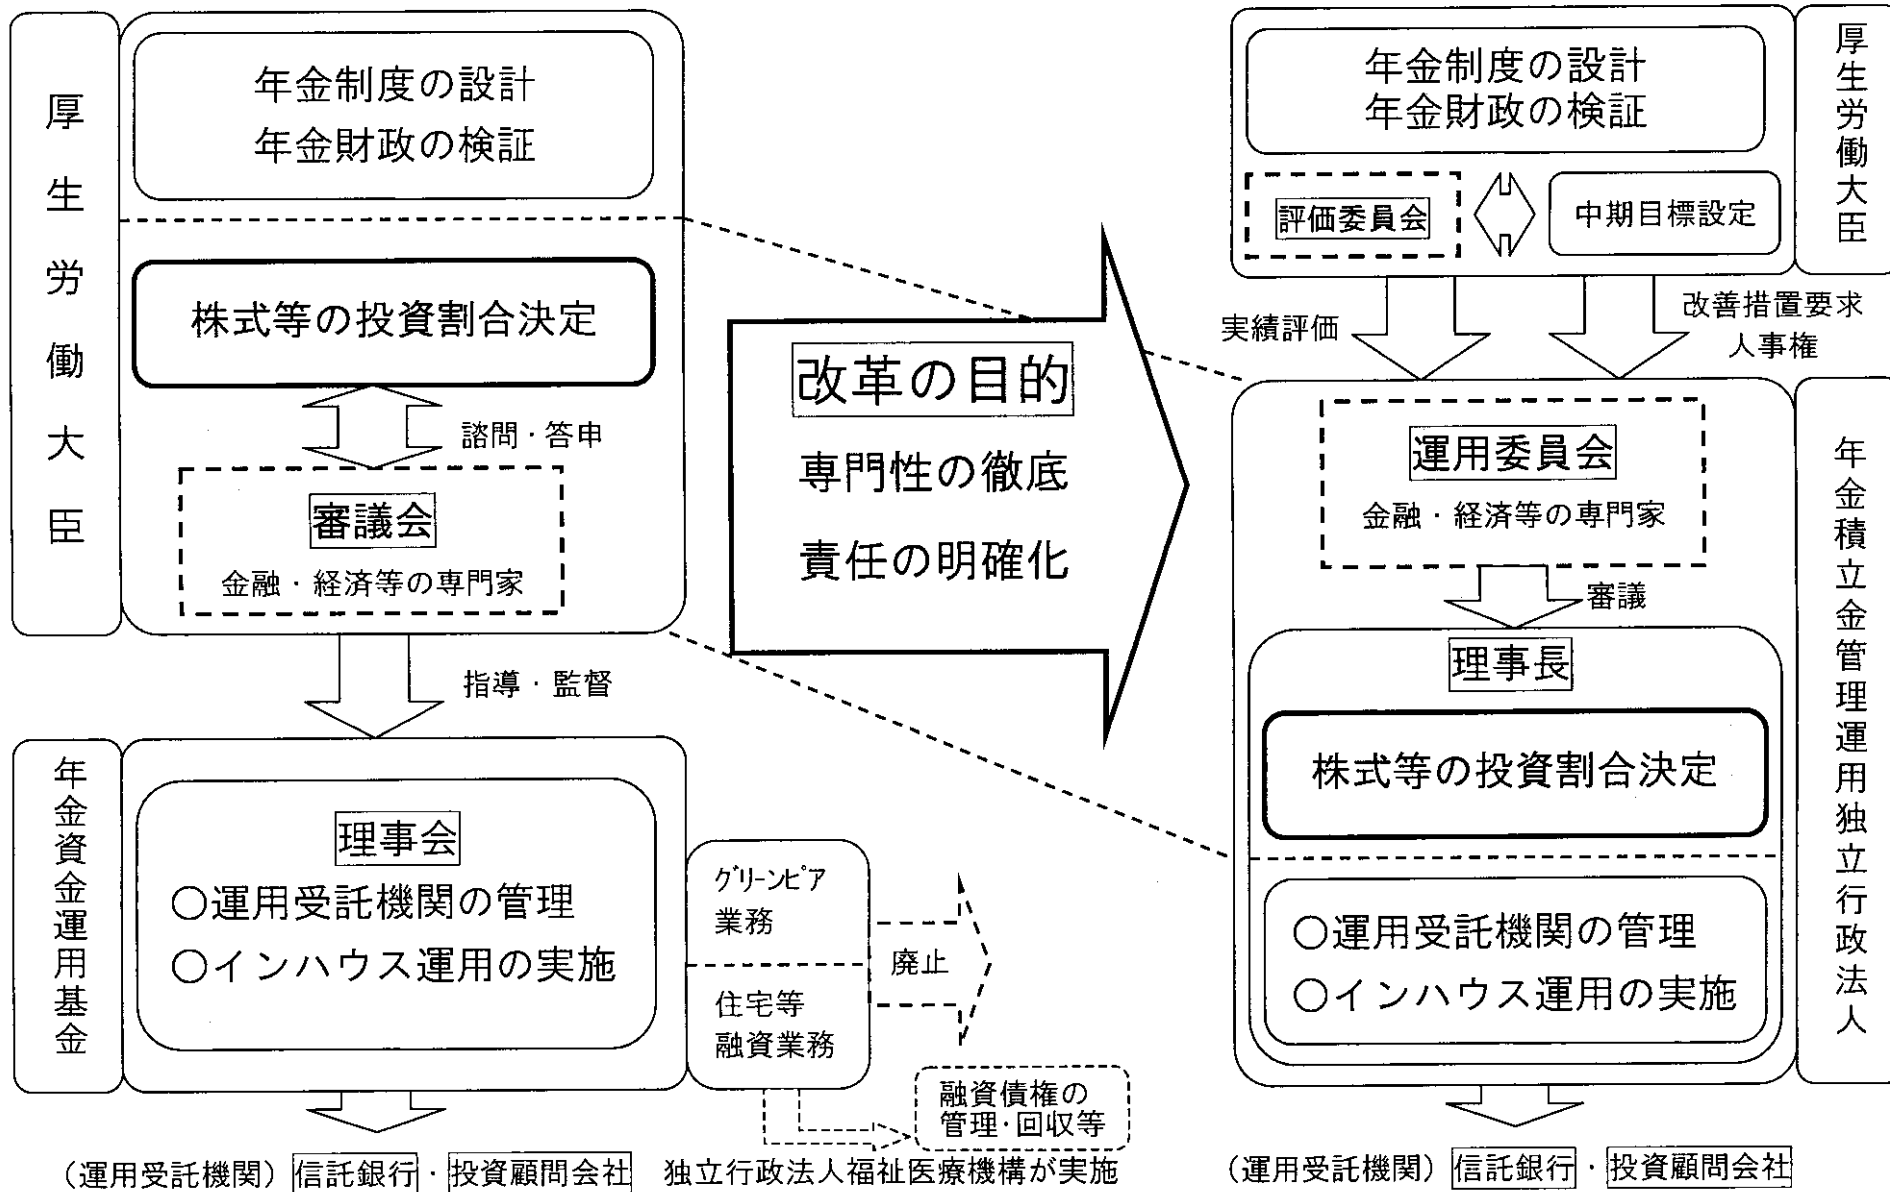 厚生労働大臣
年金制度の設計
年金財政の検証
株式等の投資割合決定
諮問・答申
審議会
金融・経済等の専門家
指導・監督
年金資金運用基金
理事会
○運用受託機関の管理
○インハウス運用の実施
グリーンピア
業務
住宅等
融資業務
廃止
融資債権の
管理・回収等
独立行政法人福祉医療機構が実施
(運用受託機関) 信託銀行・投資顧問会社
改革の目的
専門性の徹底
責任の明確化
厚生労働大臣
年金制度の設計
年金財政の検証
評価委員会
中期目標設定
実績評価
改善措置要求
人事権
年金積立金管理運用独立行政法人
運用委員会
金融・経済等の専門家
審議
理事長
株式等の投資割合決定
○運用受託機関の管理
○インハウス運用の実施
(運用受託機関) 信託銀行・投資顧問会社